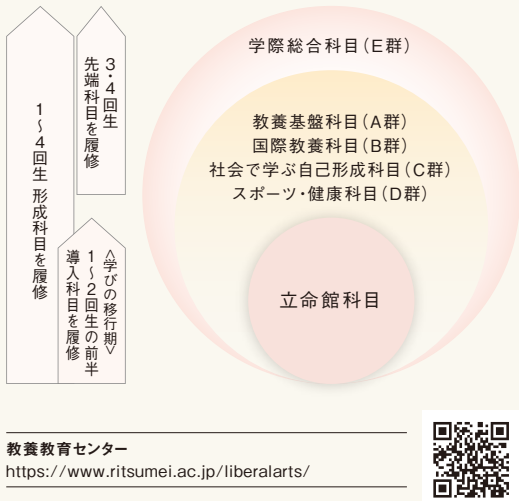 1～4回生 形成科目を履修
3・4回生
先端科目を履修
<学びの移行期>
1～2回生の前半
導入科目を履修
学際総合科目（E群）
教養基盤科目（A群）
国際教養科目（B群）
社会で学ぶ自己形成科目（C群）
スポーツ・健康科目（D群）
立命館科目
教養教育センター
https://www.ritsumei.ac.jp/liberalarts/